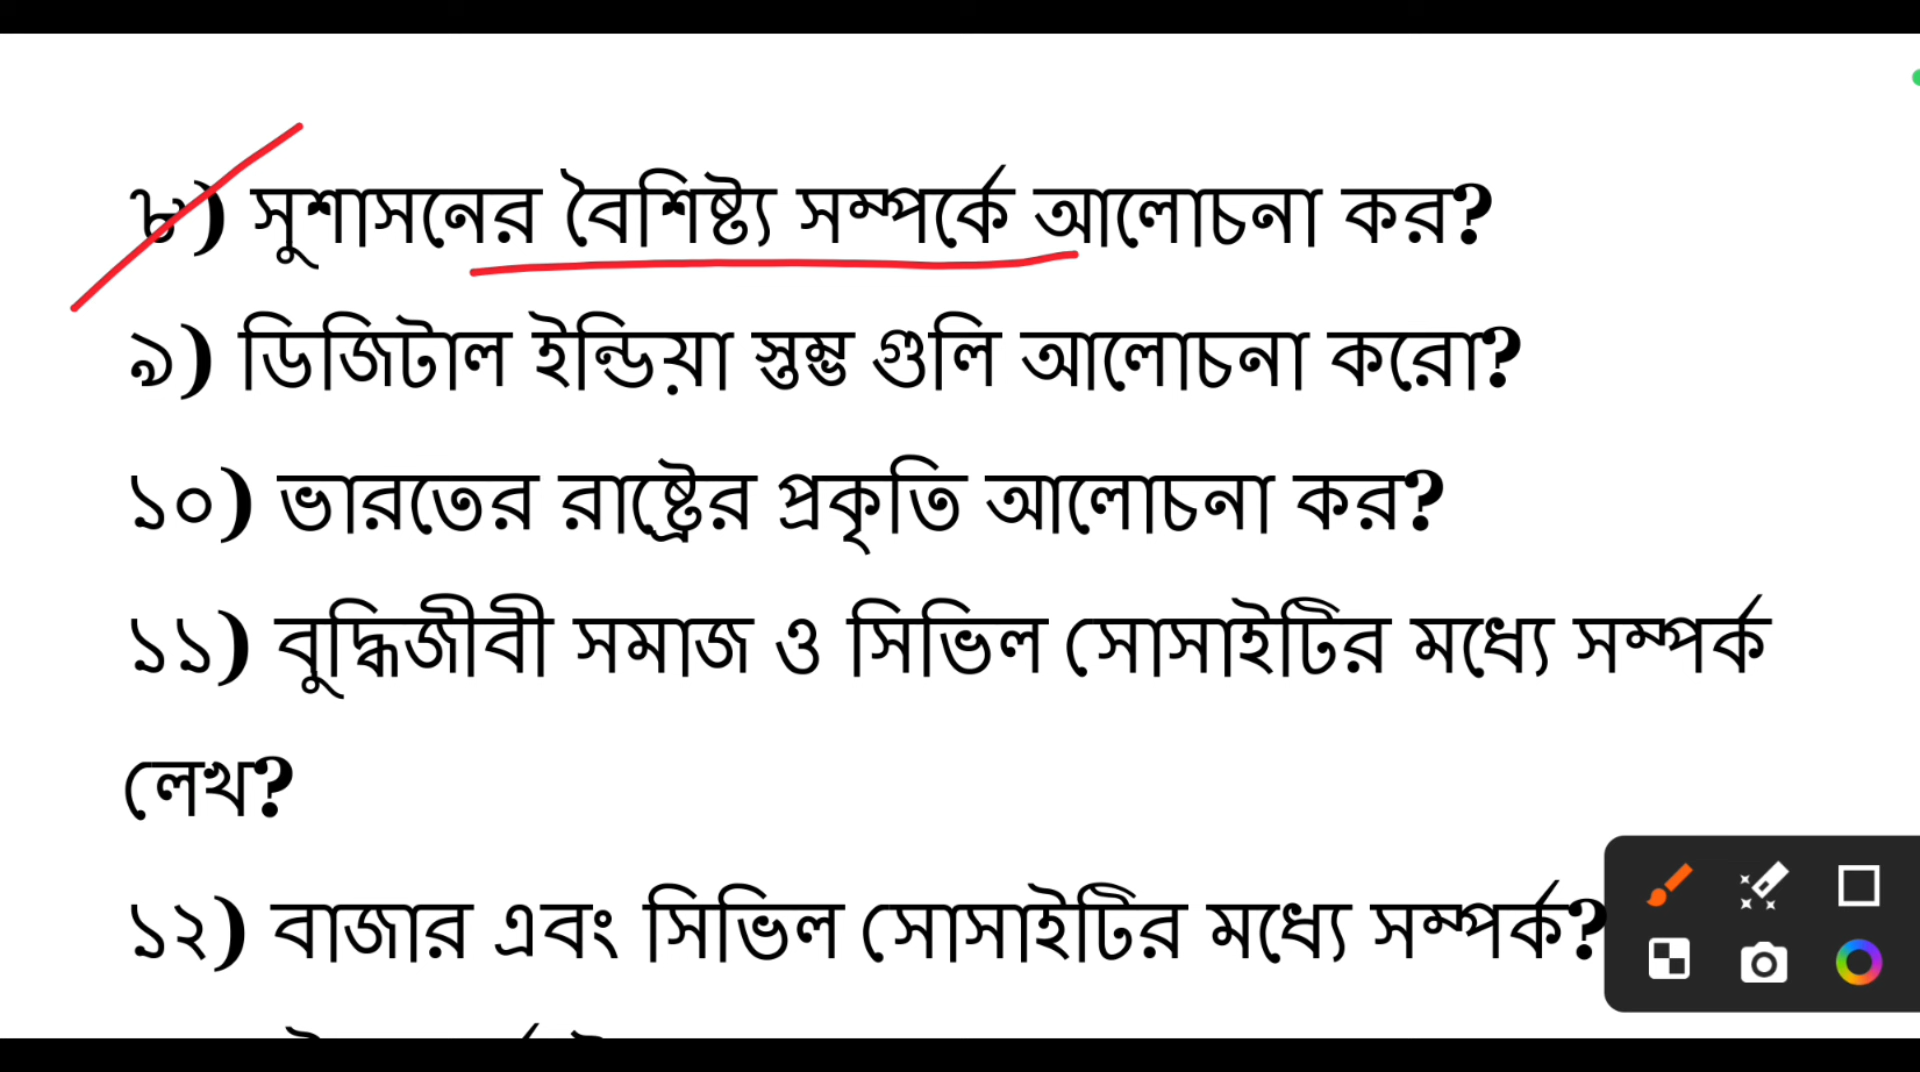 ৮) সুশাসনের বৈশিষ্ট্য সম্পর্কে আলোচনা কর?
৯) ডিজিটাল ইন্ডিয়া স্তম্ভ গুলি আলোচনা করো?
১০) ভারতের রাষ্ট্রের প্রকৃতি আলোচনা কর?
১১) বুদ্ধিজীবী সমাজ ও সিভিল সোসাইটির মধ্যে সম্পর্ক
লেখ?
১২) বাজার এবং সিভিল সোসাইটির মধ্যে সম্পর্ক?